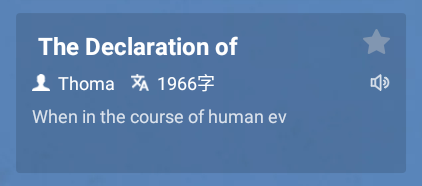 The Declaration of
Thoma 1966字
When in the course of human ev